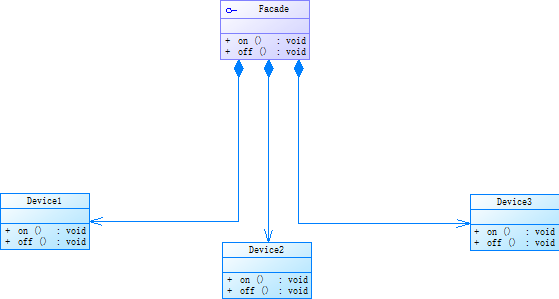 Facade
+ on () : void
+ off () : void
Device1
+ on () : void
+ off () : void
Device2
+ on () : void
+ off () : void
Device3
+ on () : void
+ off () : void